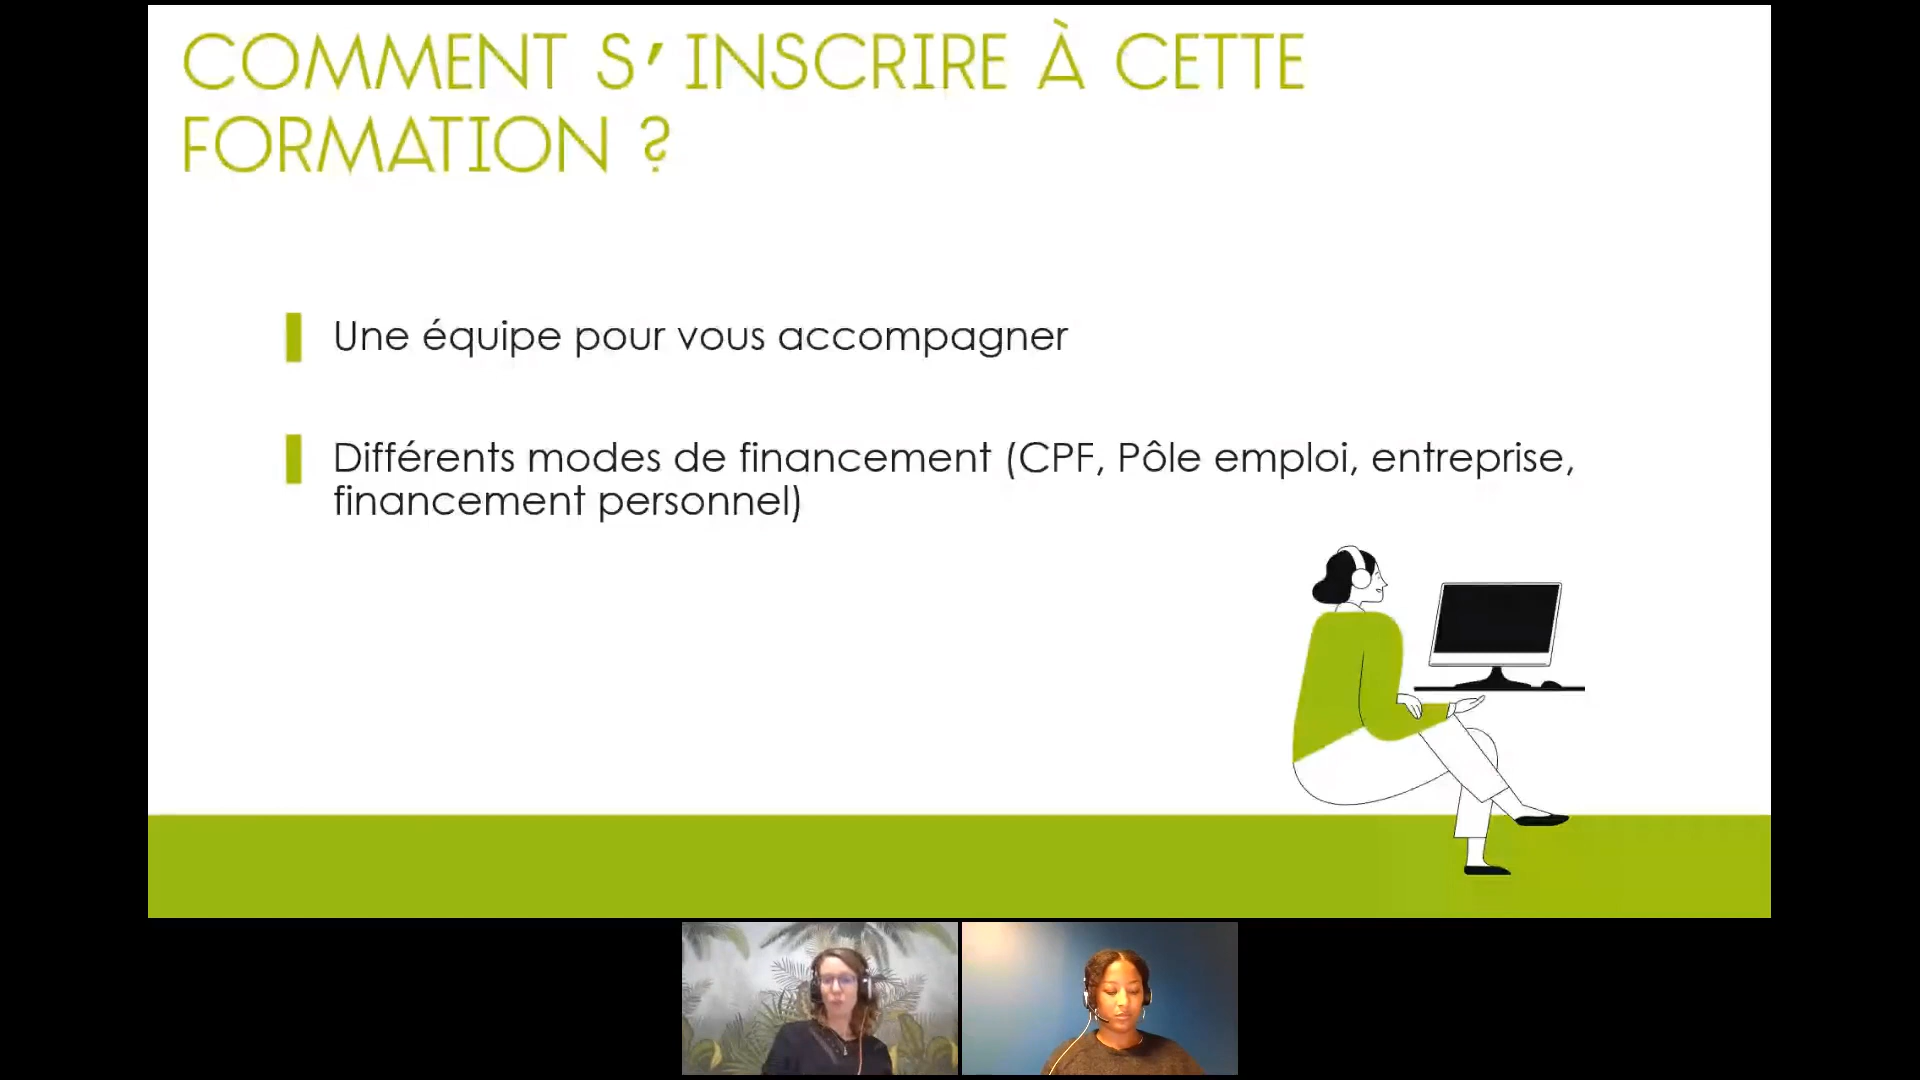 COMMENT S'INSCRIRE À CETTE
FORMATION ?
Une équipe pour vous accompagner
Différents modes de financement (CPF, Pôle emploi, entreprise,
financement personnel)